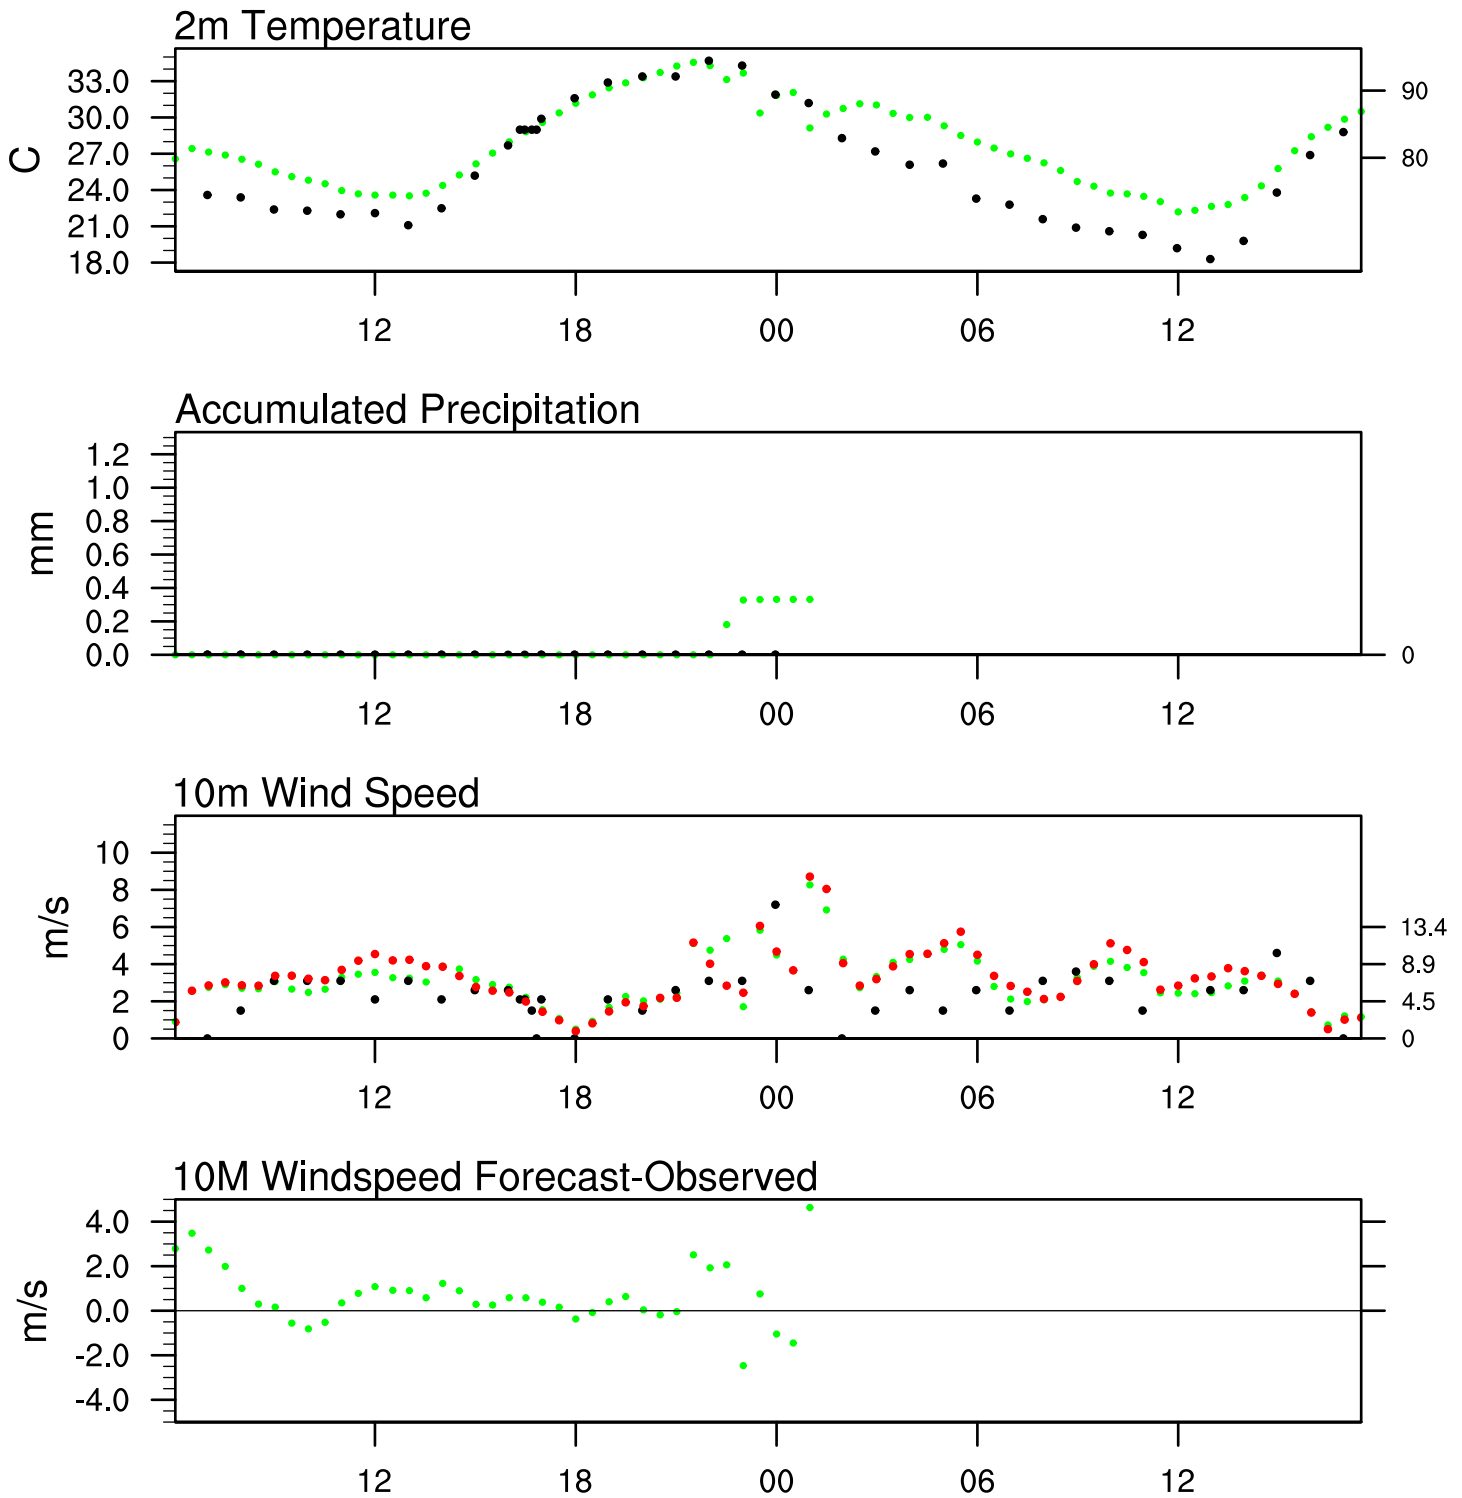 2m Temperature
33.0
30.0
27.0
24.0
21.0
18.0
C
90
80
12 18 00 06 12
Accumulated Precipitation
1.2
1.0
0.8
0.6
0.4
0.2
0.0
mm
0
12 18 00 06 12
10m Wind Speed
10
8
6
4
2
0
m/s
13.4
8.9
4.5
0
12 18 00 06 12
10M Windspeed Forecast-Observed
4.0
2.0
0.0
-2.0
-4.0
m/s
12 18 00 06 12